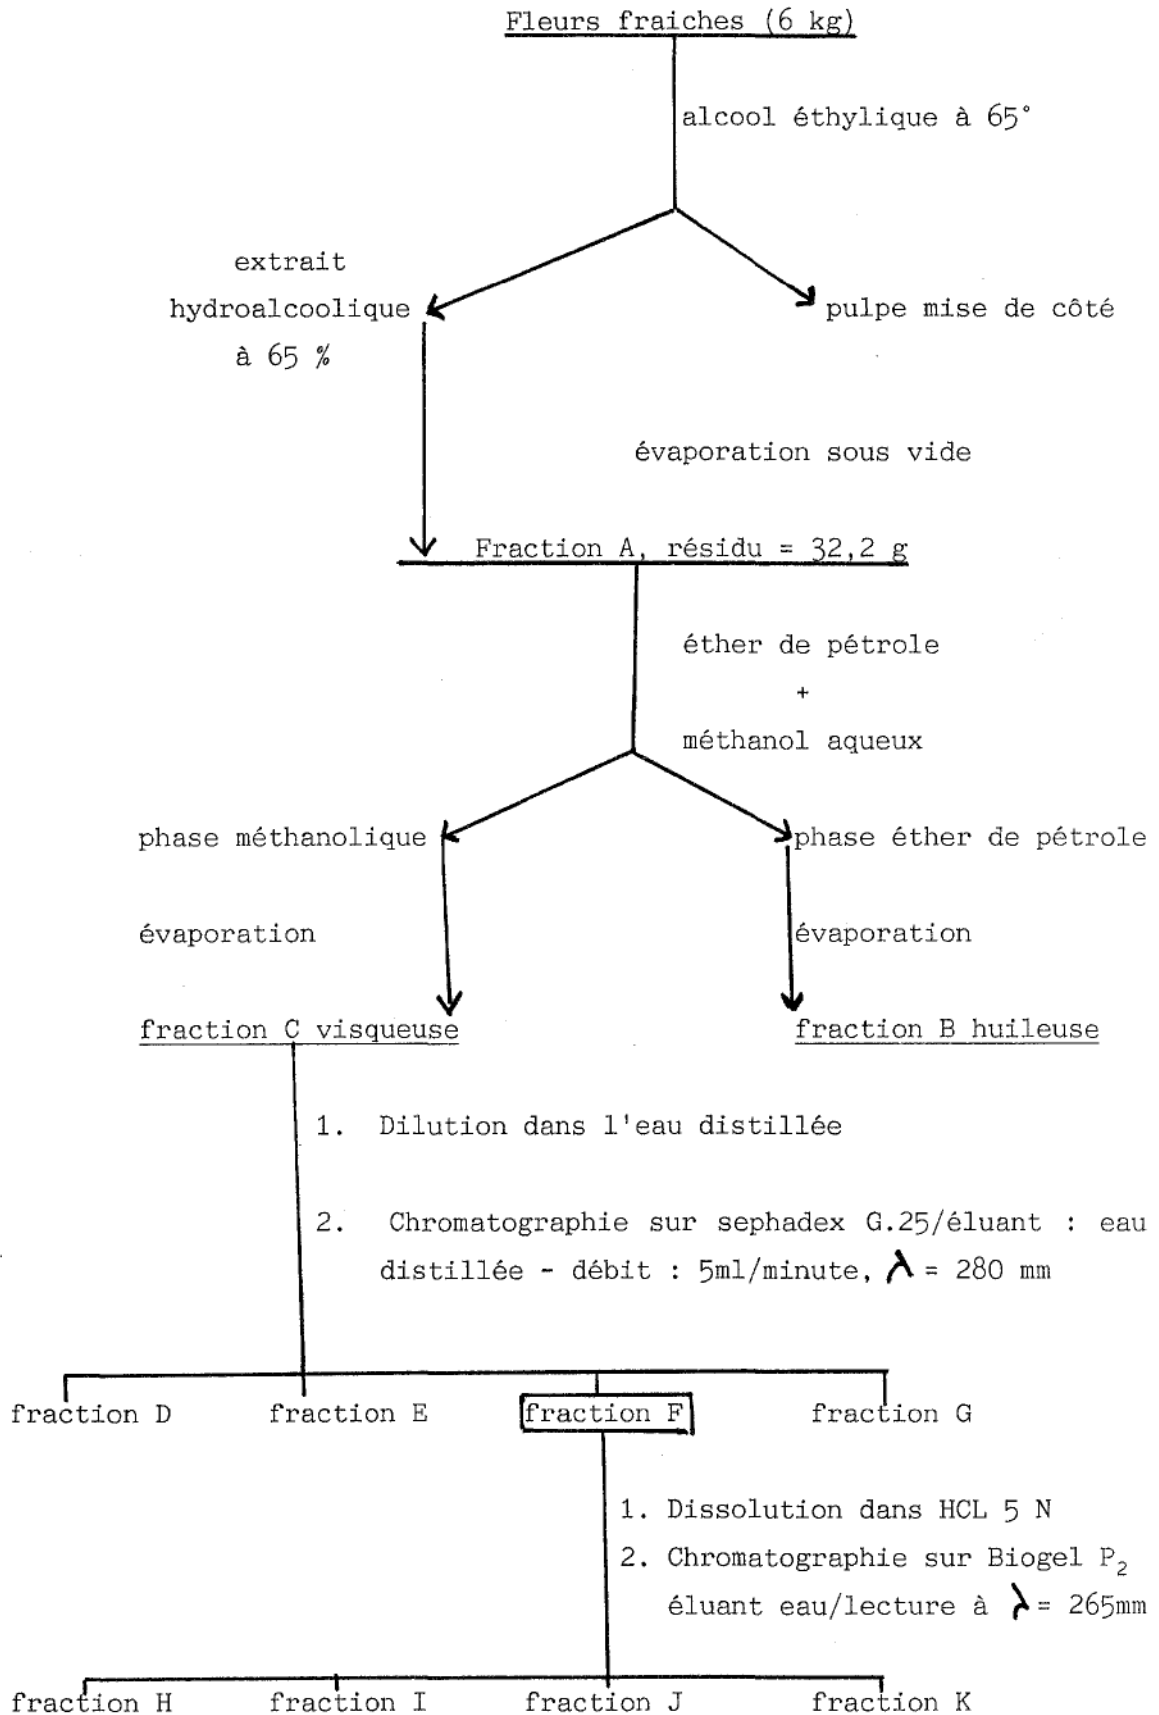 Fleurs fraiches (6 kg)
alcool éthylique à 65°
extrait
hydroalcoolique
à 65 %
pulpe mise de côté
évaporation sous vide
Fraction A, résidu = 32,2 g
éther de pétrole
+
méthanol aqueux
phase méthanolique
phase éther de pétrole
évaporation
évaporation
fraction C visqueuse
fraction B huileuse
1. Dilution dans l'eau distillée
2. Chromatographie sur sephadex G.25/éluant : eau
distillée - débit : 5ml/minute, λ = 280 mm
fraction D
fraction E
fraction F
fraction G
1. Dissolution dans HCL 5 N
2. Chromatographie sur Biogel P₂
éluant eau/lecture à λ = 265mm
fraction H
fraction I
fraction J
fraction K